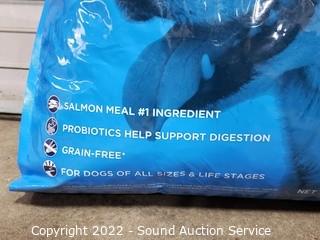 SALMON MEAL #1 INGREDIENT
PROBIOTICS HELP SUPPORT DIGESTION
GRAIN-FREE*
FOR DOGS OF ALL SIZES & LIFE STAGES
NET
Copyright 2022 - Sound Auction Service